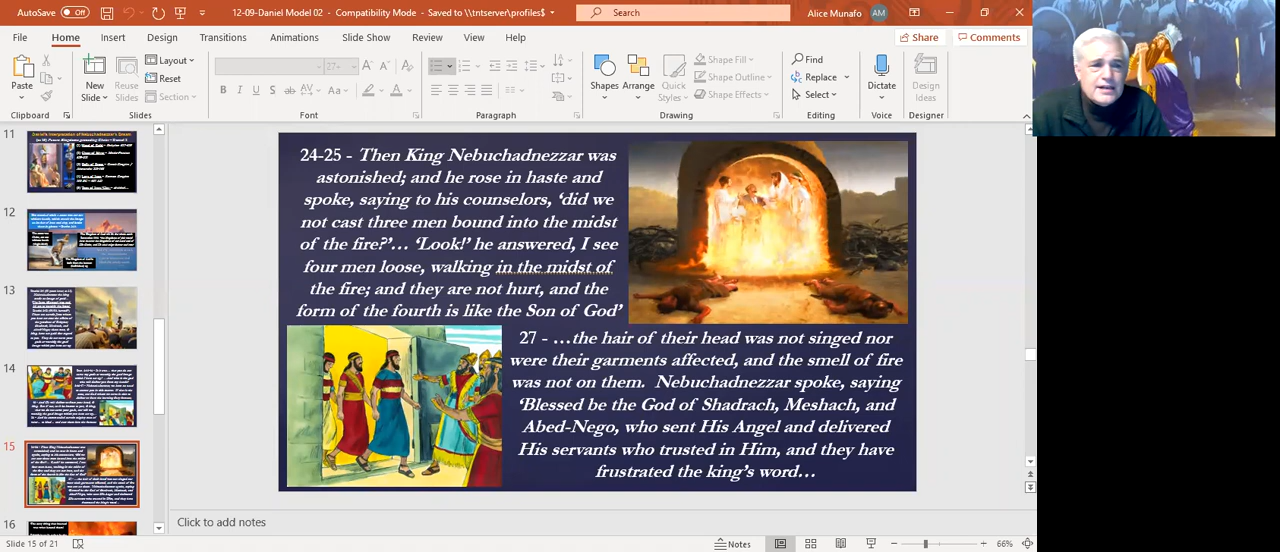 AutoSave Off
12-09-Daniel Model 02 - Compatibility Mode - Saved to \\tntserver\profiles$
Search
Alice Munafo AM
File Home Insert Design Transitions Animations Slide Show Review View Help
Share Comments
Paste
Clipboard
New
Slide
Reuse
Slides
Layout
Reset
Section
Slides
27+
Font
Paragraph
Shapes
Arrange
Quick
Styles
Shape Fill
Shape Outline
Shape Effects
Drawing
Find
Replace
Select
Editing
Dictate
Voice
Design
Ideas
Designer
11
12
13
14
15
16
24-25 - Then King Nebuchadnezzar was
astonished; and he rose in haste and
spoke, saying to his counselors, ‘did we
not cast three men bound into the midst
of the fire?’… ‘Look!’ he answered, I see
four men loose, walking in the midst of
the fire; and they are not hurt, and the
form of the fourth is like the Son of God’
27 - …the hair of their head was not singed nor
were their garments affected, and the smell of fire
was not on them. Nebuchadnezzar spoke, saying
‘Blessed be the God of Shadrach, Meshach, and
Abed-Nego, who sent His Angel and delivered
His servants who trusted in Him, and they have
frustrated the king’s word…
Click to add notes
Slide 15 of 21
Notes
66%